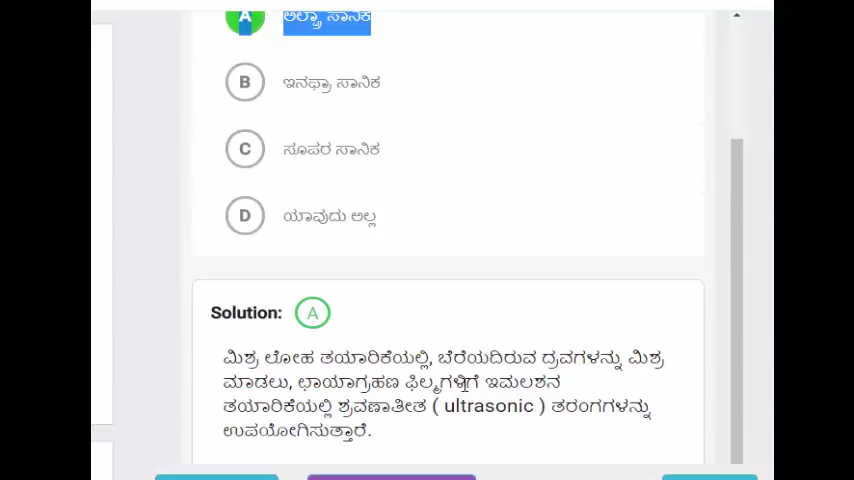 A ಅಲ್ಟ್ರಾ ಸಾನಿಕ
B ಇನಫ್ರಾ ಸಾನಿಕ
C ಸೂಪರ ಸಾನಿಕ
D ಯಾವುದು ಅಲ್ಲ
Solution: A
ಮಿಶ್ರ ಲೋಹ ತಯಾರಿಕೆಯಲ್ಲಿ, ಬೆರೆಯದಿರುವ ದ್ರವಗಳನ್ನು ಮಿಶ್ರ
ಮಾಡಲು, ಛಾಯಾಗ್ರಹಣ ಫಿಲ್ಮಗಳಿಗೆ ಇಮಲಶನ
ತಯಾರಿಕೆಯಲ್ಲಿ ಶ್ರವಣಾತೀತ ( ultrasonic ) ತರಂಗಗಳನ್ನು
ಉಪಯೋಗಿಸುತ್ತಾರೆ.